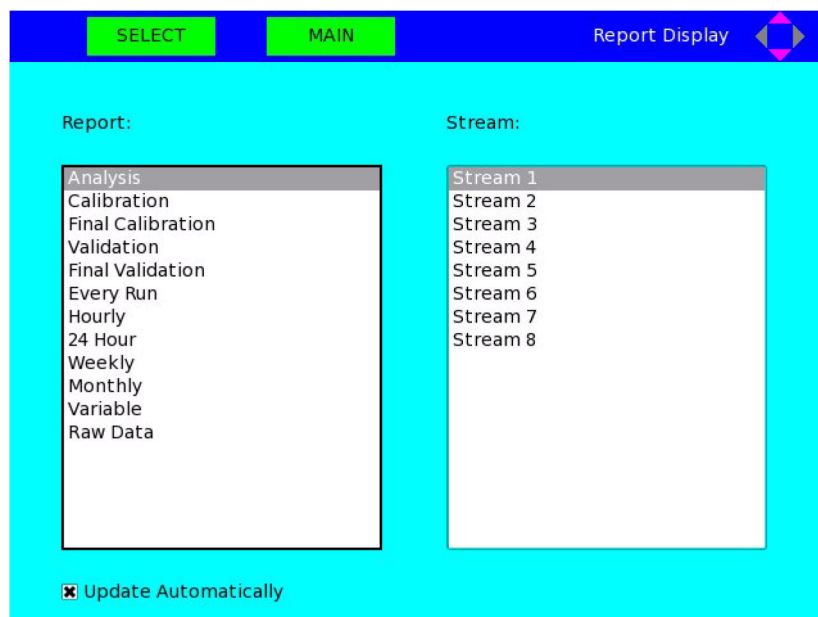 SELECT
MAIN
Report Display
Report:
Analysis
Calibration
Final Calibration
Validation
Final Validation
Every Run
Hourly
24 Hour
Weekly
Monthly
Variable
Raw Data
Stream:
Stream 1
Stream 2
Stream 3
Stream 4
Stream 5
Stream 6
Stream 7
Stream 8
Update Automatically